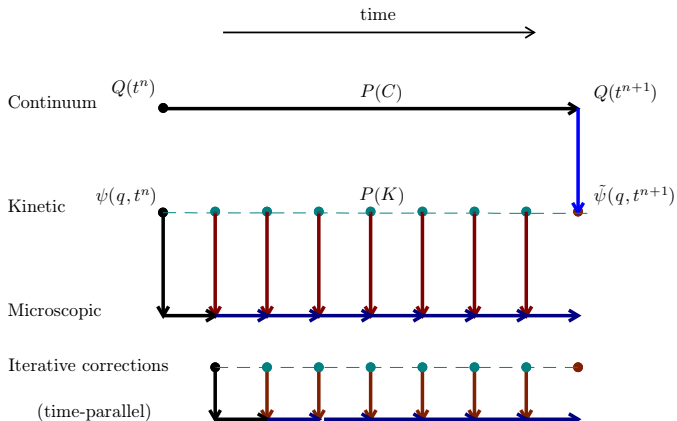 time
Q(t^n) P(C) Q(t^{n+1})
Continuum
ψ(q, t^n) P(K) ψ̃(q, t^{n+1})
Kinetic
Microscopic
Iterative corrections
(time-parallel)